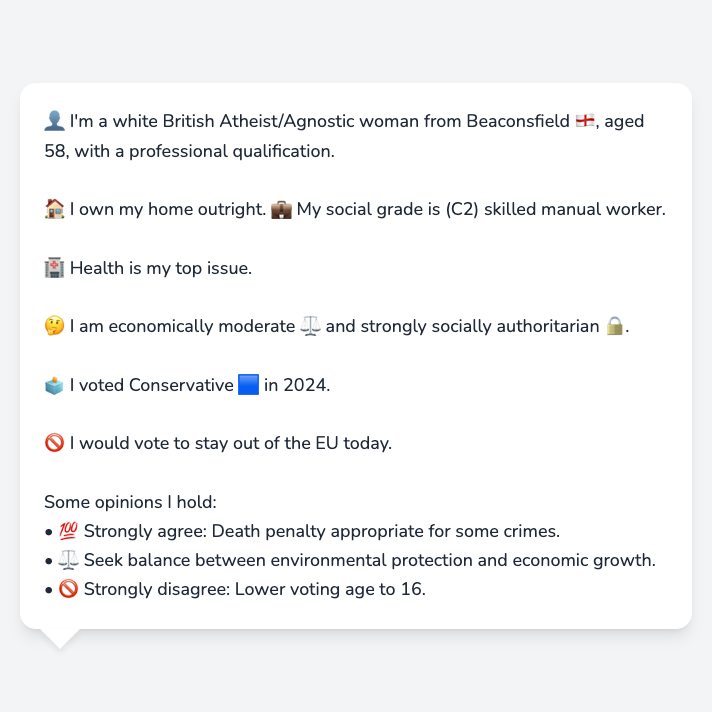 👤 I'm a white British Atheist/Agnostic woman from Beaconsfield 🏴󠁧󠁢󠁥󠁮󠁧󠁿, aged
58, with a professional qualification.
🏠 I own my home outright. 💼 My social grade is (C2) skilled manual worker.
🏥 Health is my top issue.
🤔 I am economically moderate ⚖️ and strongly socially authoritarian 🔒.
🗳️ I voted Conservative 🟦 in 2024.
🚫 I would vote to stay out of the EU today.
Some opinions I hold:
• 💯 Strongly agree: Death penalty appropriate for some crimes.
• ⚖️ Seek balance between environmental protection and economic growth.
• 🚫 Strongly disagree: Lower voting age to 16.